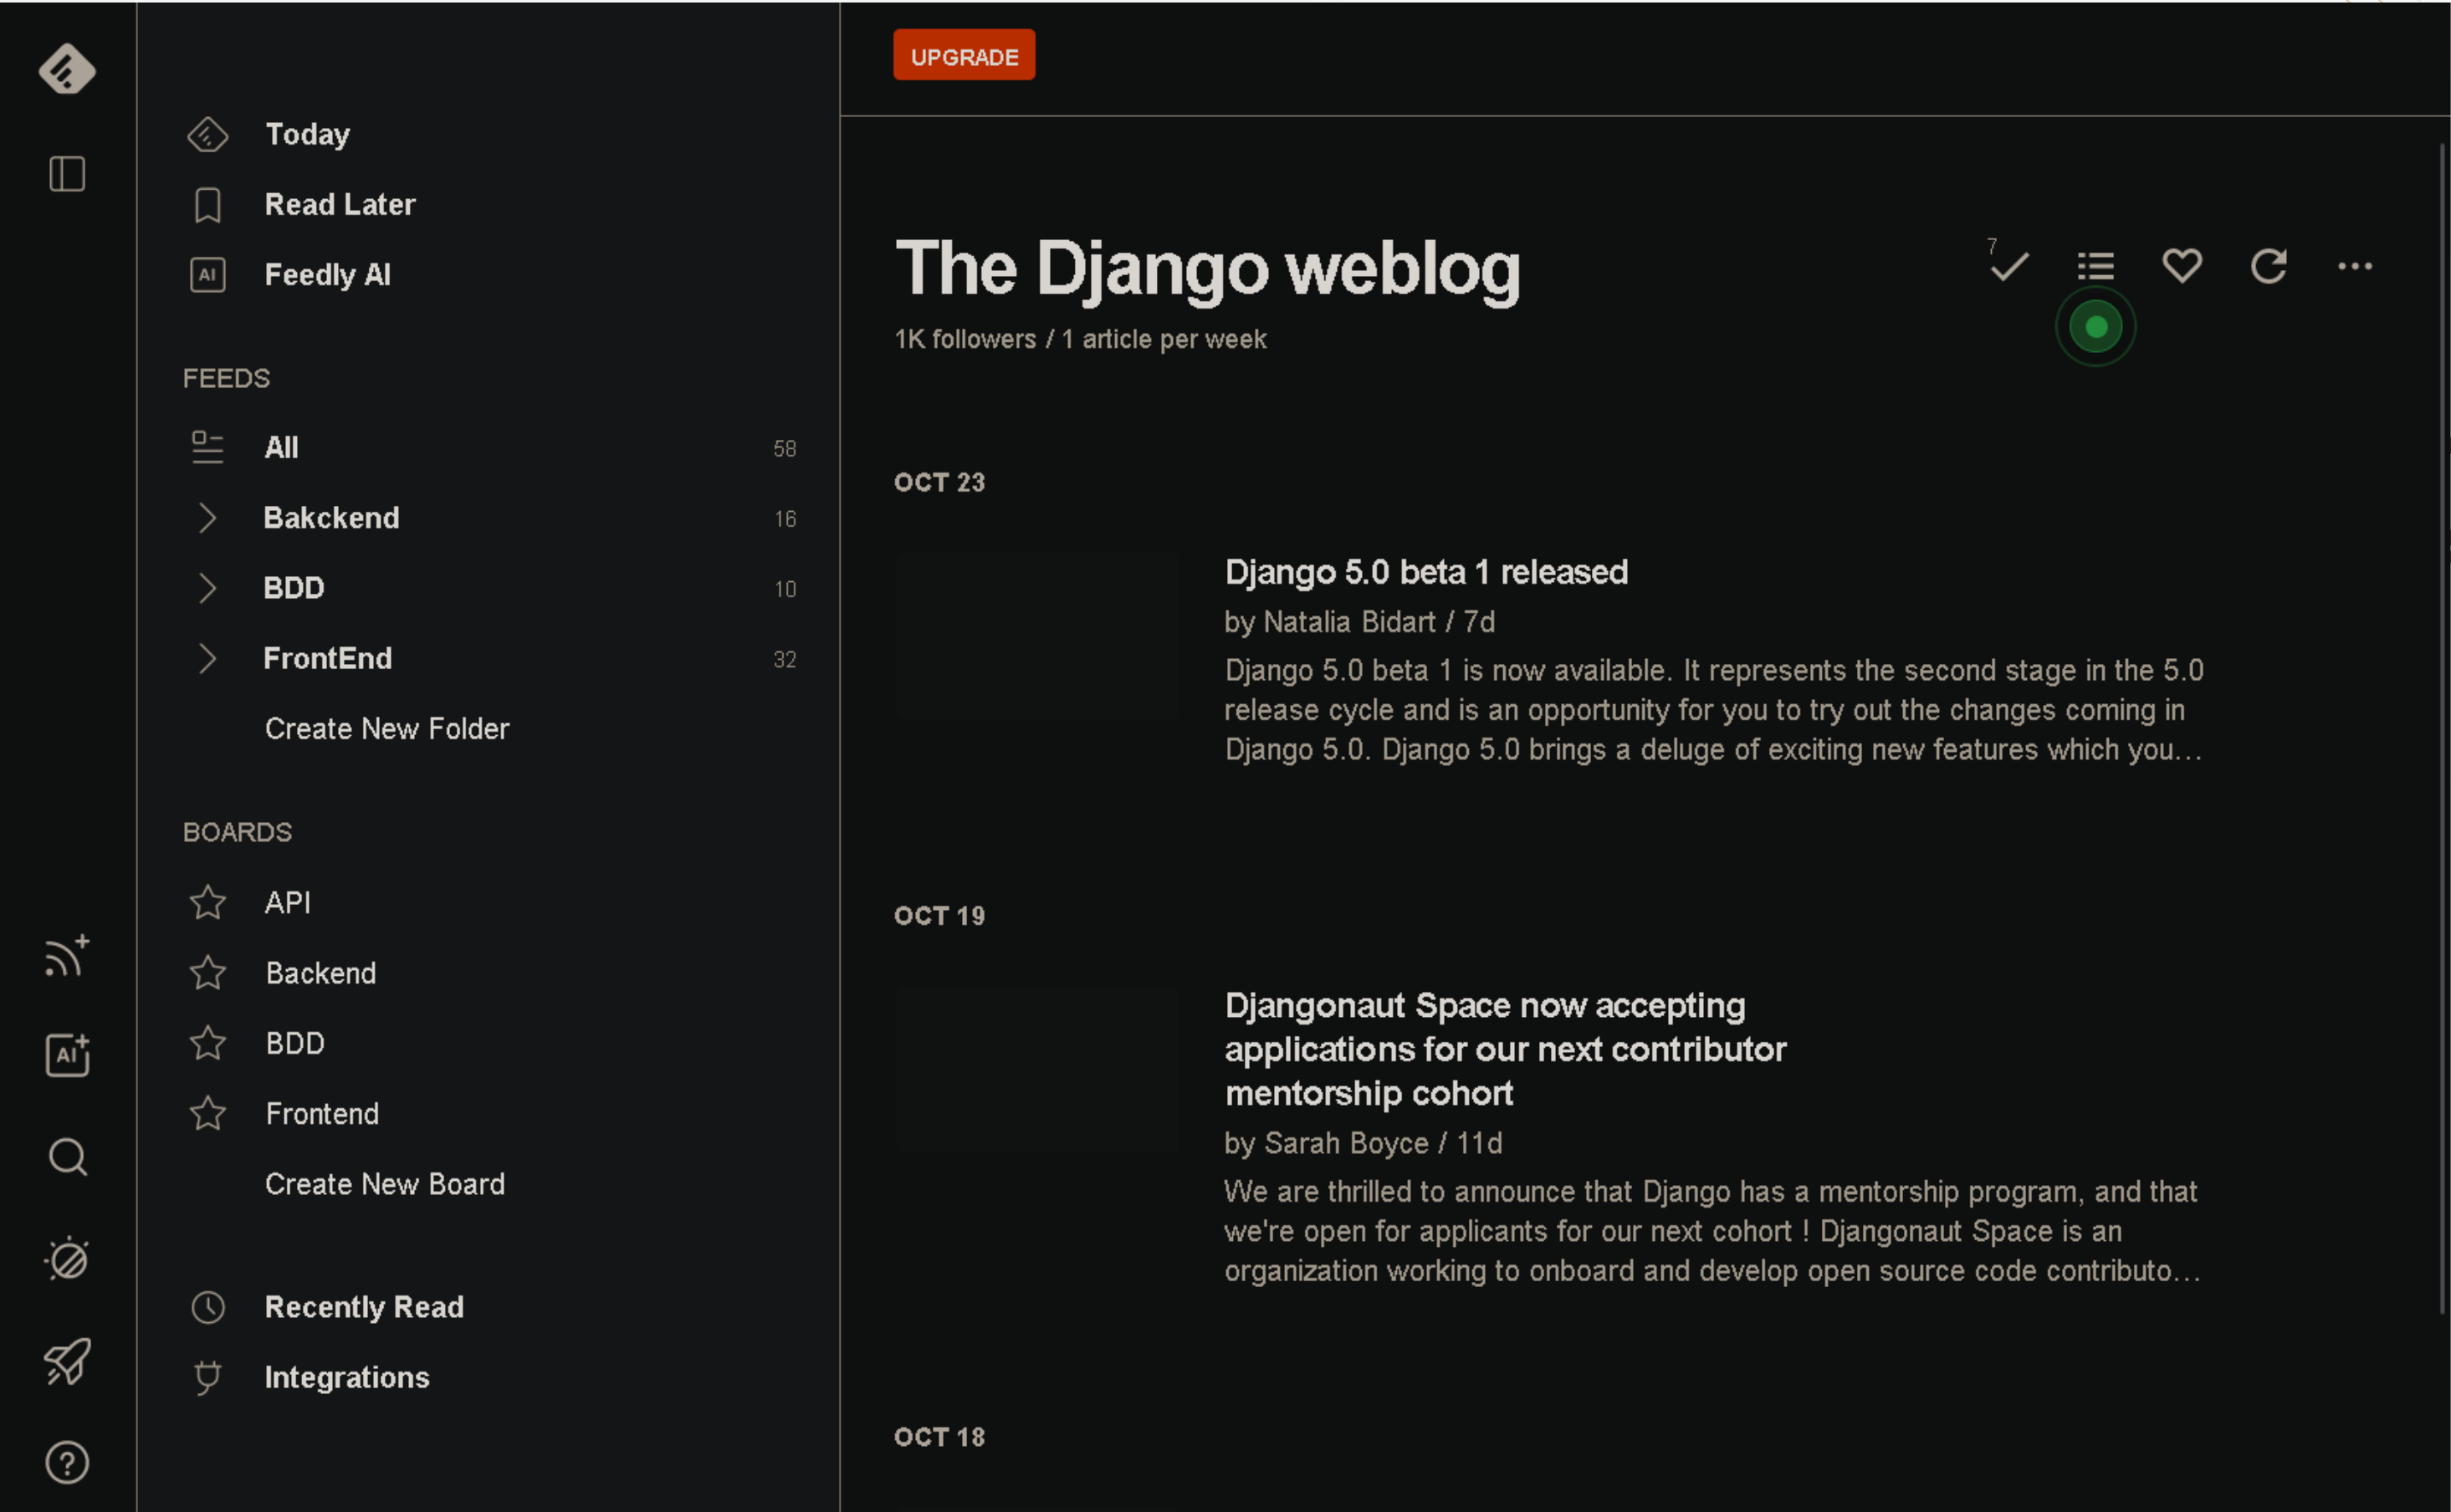 UPGRADE
Today
Read Later
AI Feedly AI
FEEDS
All 58
Bakckend 16
BDD 10
FrontEnd 32
Create New Folder
BOARDS
API
Backend
BDD
Frontend
Create New Board
Recently Read
Integrations
AI
The Django weblog
7
1K followers / 1 article per week
OCT 23
Django 5.0 beta 1 released
by Natalia Bidart / 7d
Django 5.0 beta 1 is now available. It represents the second stage in the 5.0
release cycle and is an opportunity for you to try out the changes coming in
Django 5.0. Django 5.0 brings a deluge of exciting new features which you...
OCT 19
Djangonaut Space now accepting
applications for our next contributor
mentorship cohort
by Sarah Boyce / 11d
We are thrilled to announce that Django has a mentorship program, and that
we're open for applicants for our next cohort ! Djangonaut Space is an
organization working to onboard and develop open source code contributo...
OCT 18